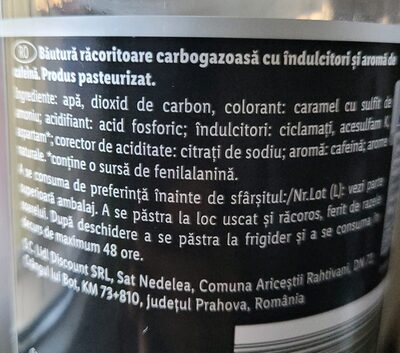 RO Băutură răcoritoare carbogazoasă cu îndulcitori și aromă de
cafeină. Produs pasteurizat.
Ingrediente: apă, dioxid de carbon, colorant: caramel cu sulfit de
amoniu; acidifiant: acid fosforic; îndulcitori: ciclamați, acesulfam K,
aspartam*; corector de aciditate: citrați de sodiu; aromă: cafeină; arome
naturale. *conține o sursă de fenilalanină.
A se consuma de preferință înainte de sfârșitul:/Nr.Lot (L): vezi parte
superioară ambalaj. A se păstra la loc uscat și răcoros, ferit de razele
soarelui. După deschidere a se păstra la frigider și a se consuma, în
decurs de maximum 48 ore.
S.C. Lidl Discount SRL, Sat Nedelea, Comuna Ariceștii Rahtivani, DN 72,
Crângul lui Bot, KM 73+810, județul Prahova, România